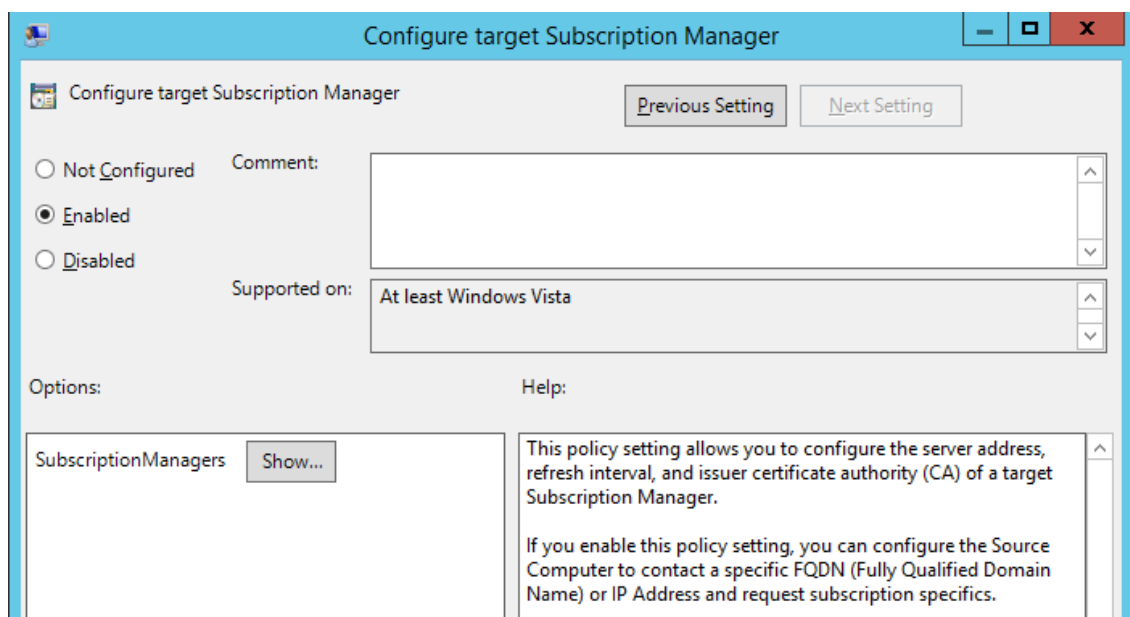 Configure target Subscription Manager
x
Configure target Subscription Manager
Previous Setting
Next Setting
Not Configured
Comment:
Enabled
Disabled
Supported on:
At least Windows Vista
Options:
Help:
SubscriptionManagers
Show...
This policy setting allows you to configure the server address,
refresh interval, and issuer certificate authority (CA) of a target
Subscription Manager.
If you enable this policy setting, you can configure the Source
Computer to contact a specific FQDN (Fully Qualified Domain
Name) or IP Address and request subscription specifics.